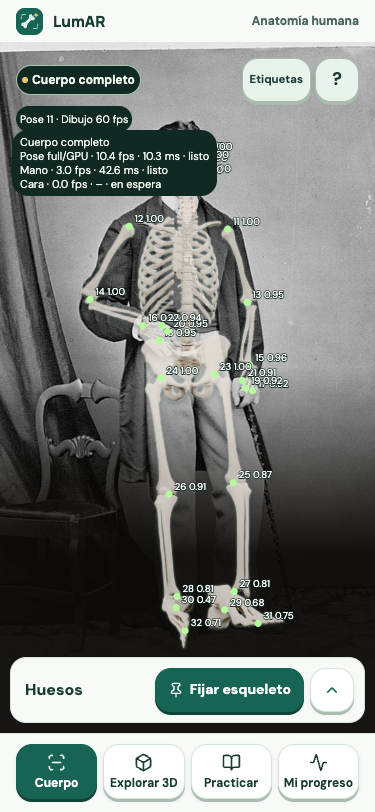 LumAR
Anatomía humana
Cuerpo completo
Etiquetas
?
Pose 11 · Dibujo 60 fps
Cuerpo completo
Pose full/GPU · 10.4 fps · 10.3 ms · listo
Mano · 3.0 fps · 42.6 ms · listo
Cara · 0.0 fps · – · en espera
12 1.00
11 1.00
14 1.00
13 0.95
24 1.00
23 1.00
15 0.96
26 0.91
25 0.87
28 0.81
27 0.81
30 0.47
29 0.68
32 0.71
31 0.75
Huesos
Fijar esqueleto
Cuerpo
Explorar 3D
Practicar
Mi progreso